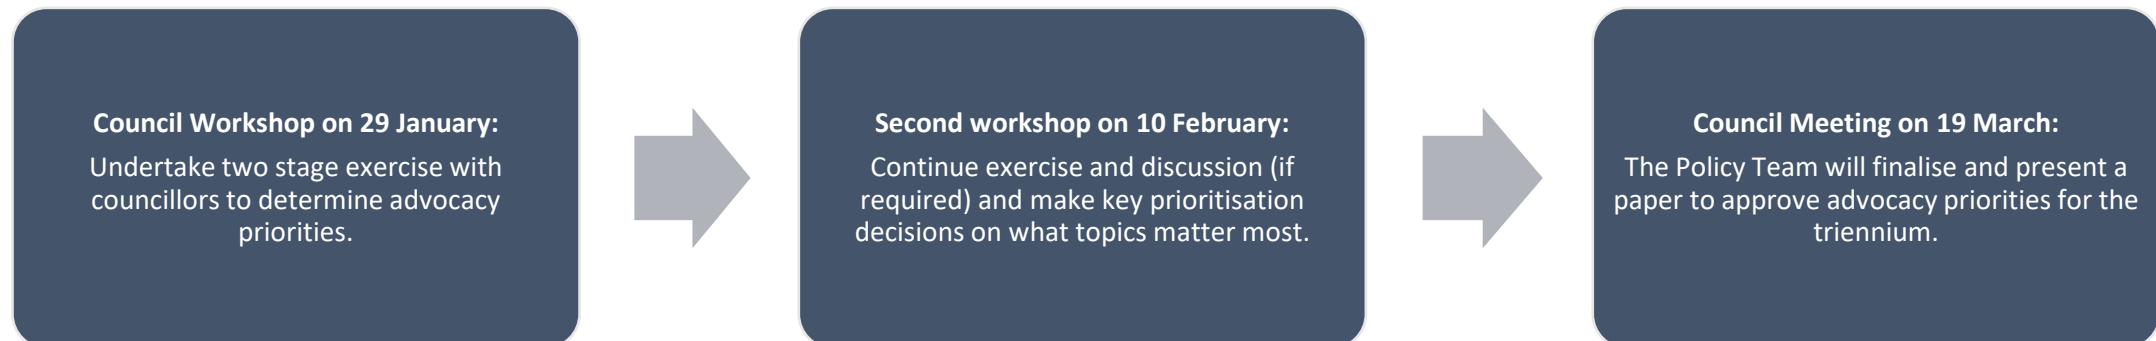 Council Workshop on 29 January:
Undertake two stage exercise with
councillors to determine advocacy
priorities.
Second workshop on 10 February:
Continue exercise and discussion (if
required) and make key prioritisation
decisions on what topics matter most.
Council Meeting on 19 March:
The Policy Team will finalise and present a
paper to approve advocacy priorities for the
triennium.